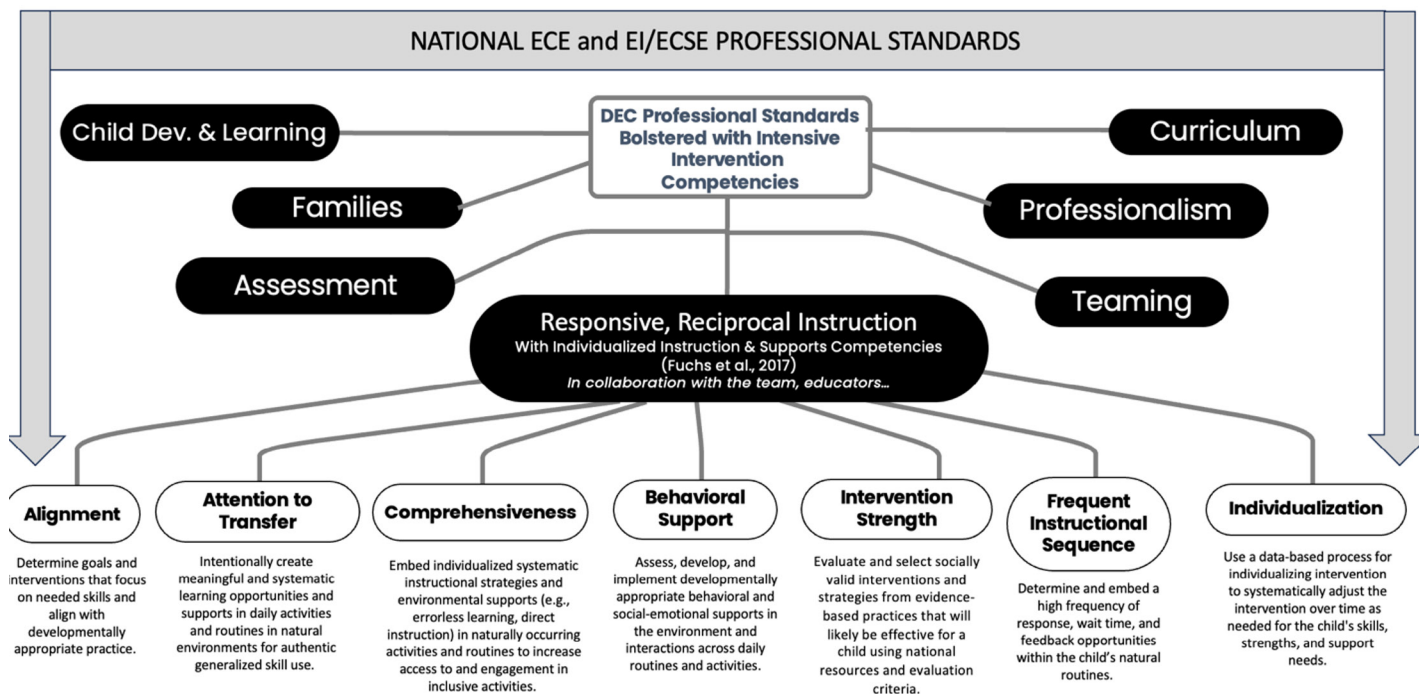 NATIONAL ECE and EI/ECSE PROFESSIONAL STANDARDS
DEC Professional Standards
Bolstered with Intensive
Intervention
Competencies
Child Dev. & Learning
Curriculum
Families
Professionalism
Assessment
Teaming
Responsive, Reciprocal Instruction
With Individualized Instruction & Supports Competencies
(Fuchs et al., 2017)
In collaboration with the team, educators…
Alignment
Determine goals and
interventions that focus
on needed skills and
align with
developmentally
appropriate practice.
Attention to
Transfer
Intentionally create
meaningful and systematic
learning opportunities and
supports in daily activities
and routines in natural
environments for authentic
generalized skill use.
Comprehensiveness
Embed individualized systematic
instructional strategies and
environmental supports (e.g.,
errorless learning, direct
instruction) in naturally occurring
activities and routines to increase
access to and engagement in
inclusive activities.
Behavioral
Support
Assess, develop, and
implement developmentally
appropriate behavioral and
social-emotional supports in
the environment and
interactions across daily
routines and activities.
Intervention
Strength
Evaluate and select socially
valid interventions and
strategies from evidence-
based practices that will
likely be effective for a
child using national
resources and evaluation
criteria.
Frequent
Instructional
Sequence
Determine and embed a
high frequency of
response, wait time, and
feedback opportunities
within the child's natural
routines.
Individualization
Use a data-based process for
individualizing intervention
to systematically adjust the
intervention over time as
needed for the child's skills,
strengths, and support
needs.